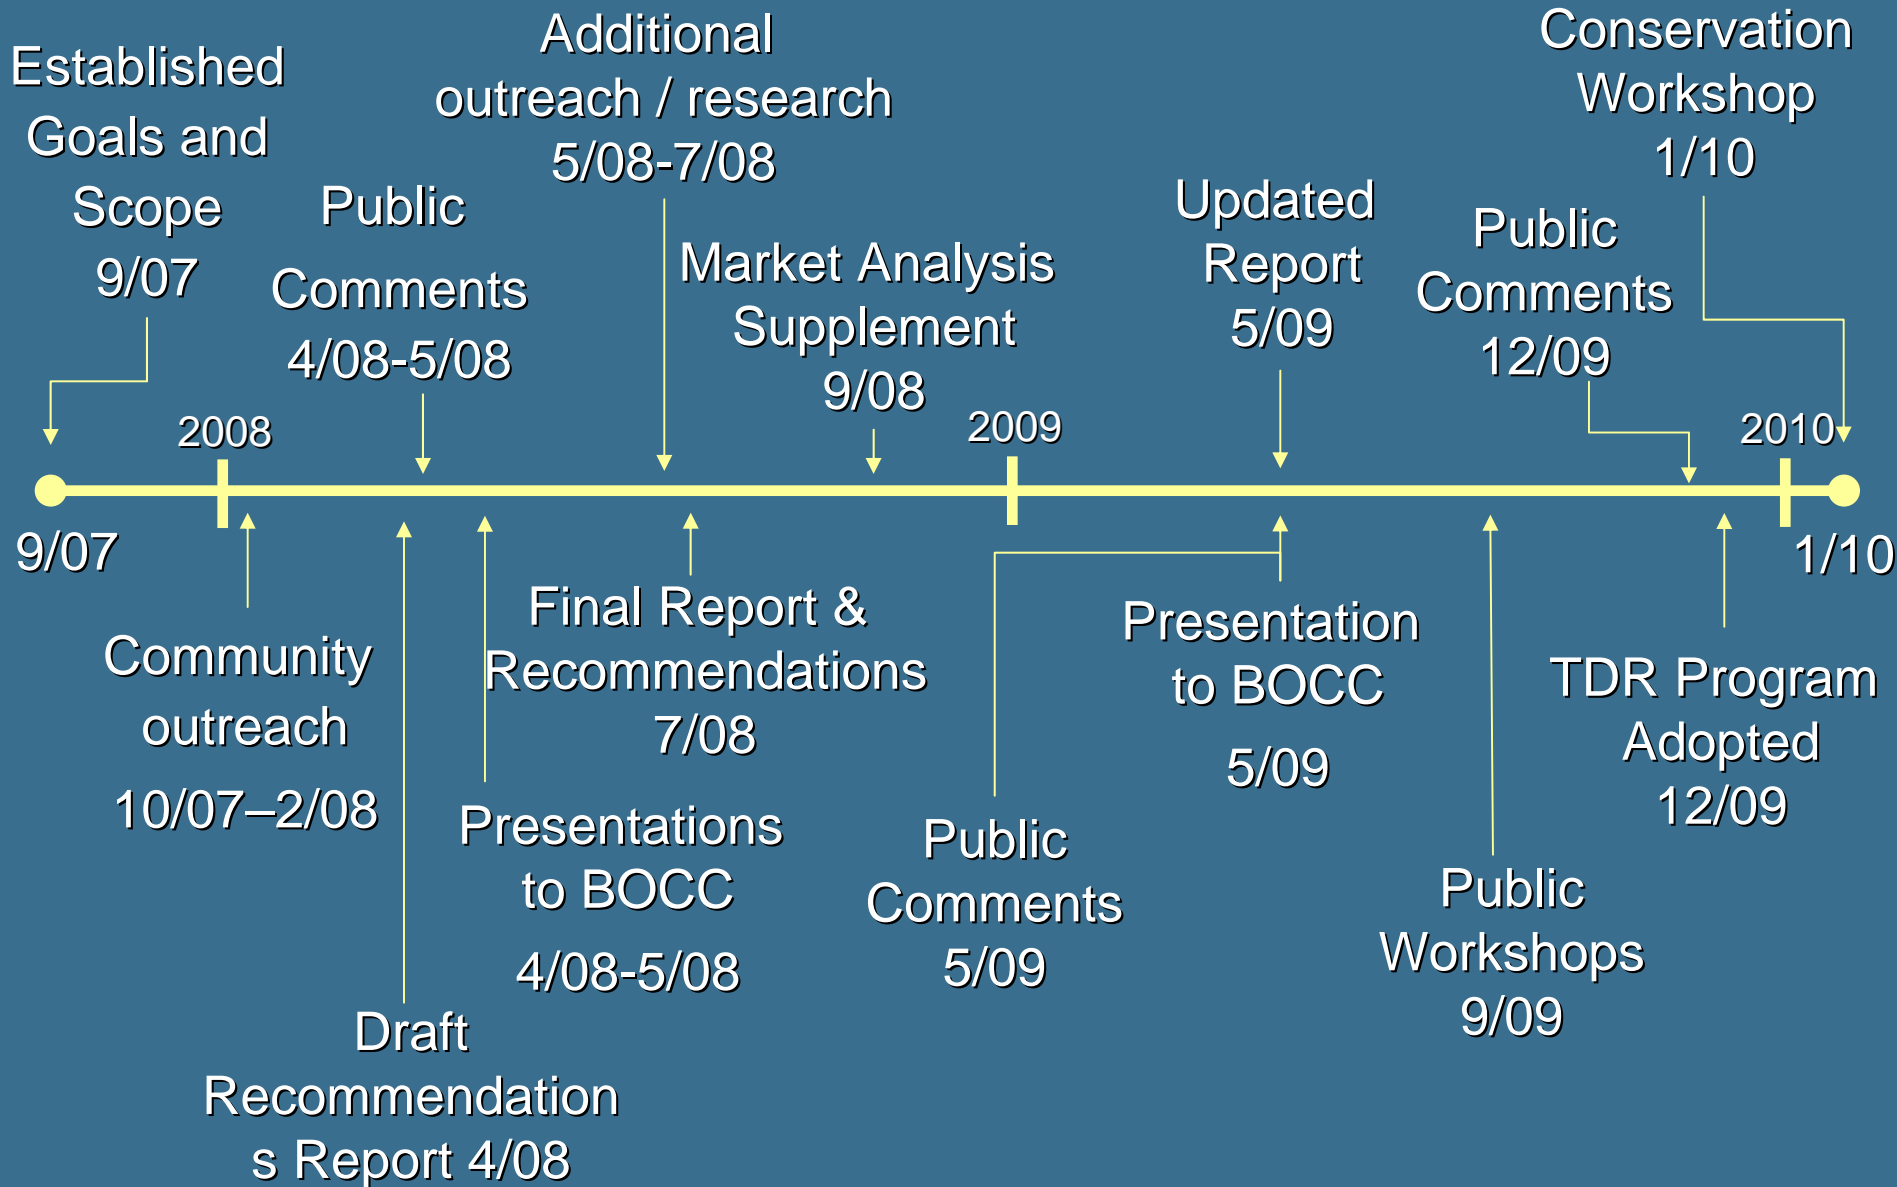 Established
Goals and
Scope
9/07
Public
Comments
4/08-5/08
Additional
outreach / research
5/08-7/08
Market Analysis
Supplement
9/08
Updated
Report
5/09
Public
Comments
12/09
Conservation
Workshop
1/10
2008
2009
2010
9/07
1/10
Community
outreach
10/07–2/08
Draft
Recommendation
s Report 4/08
Presentations
to BOCC
4/08-5/08
Final Report &
Recommendations
7/08
Public
Comments
5/09
Presentation
to BOCC
5/09
Public
Workshops
9/09
TDR Program
Adopted
12/09